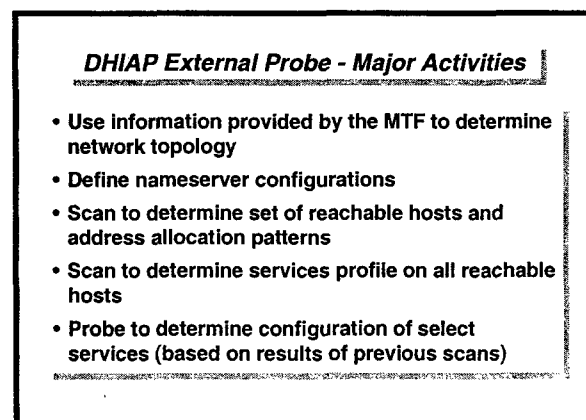 DHIAP External Probe - Major Activities
• Use information provided by the MTF to determine
network topology
• Define nameserver configurations
• Scan to determine set of reachable hosts and
address allocation patterns
• Scan to determine services profile on all reachable
hosts
• Probe to determine configuration of select
services (based on results of previous scans)